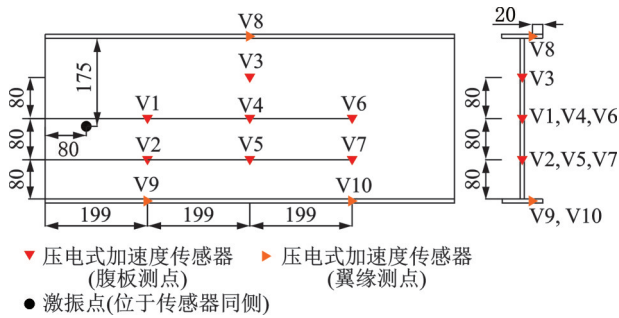 V8
20
V8
V3
V3
175
80
80
V1
V4
V6
V1,V4,V6
80
80
80
V2
V5
V7
V2,V5,V7
80
80
V9
V10
V9, V10
199
199
199
压电式加速度传感器
(腹板测点)
压电式加速度传感器
(翼缘测点)
激振点(位于传感器同侧)